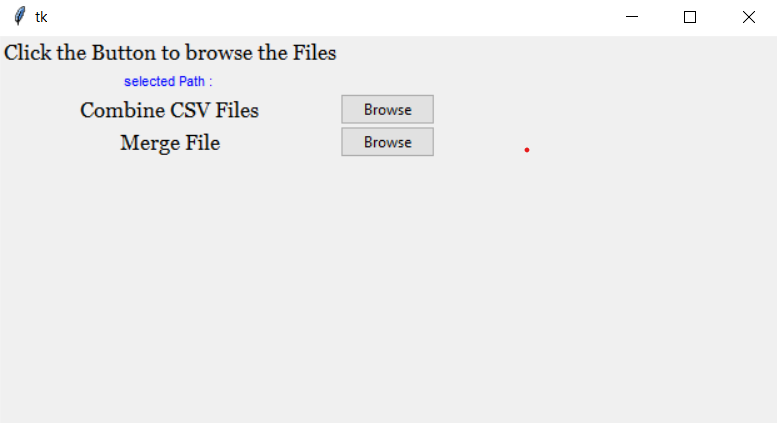 tk
Click the Button to browse the Files
selected Path :
Combine CSV Files Browse
Merge File Browse